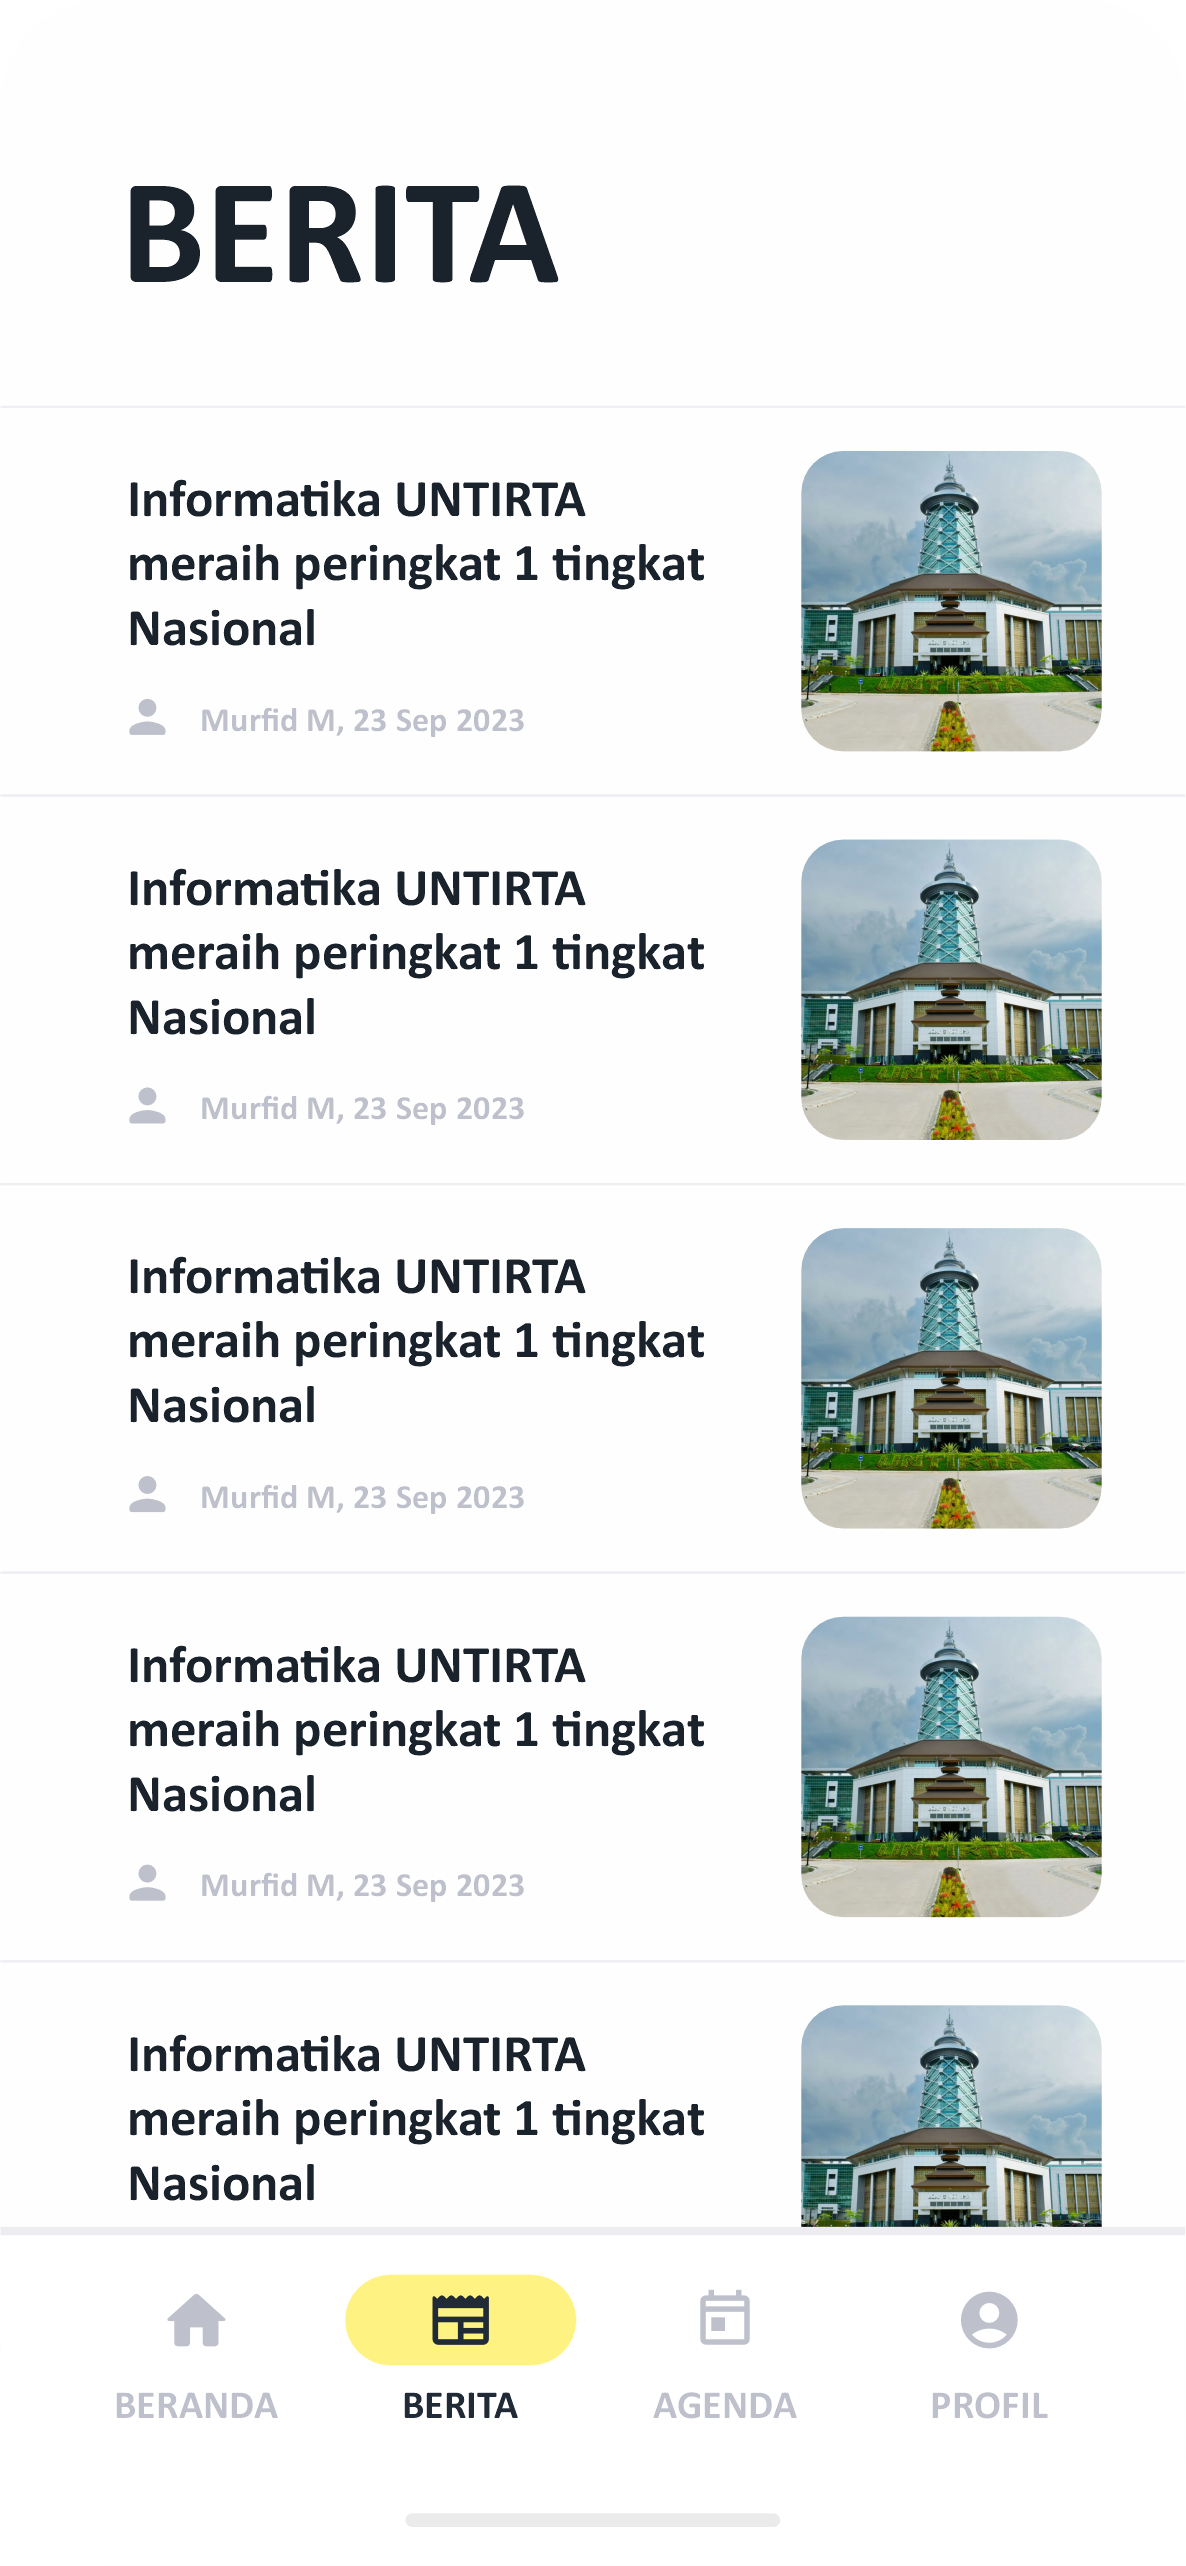 BERITA
Informatika UNTIRTA
meraih peringkat 1 tingkat
Nasional
Murfid M, 23 Sep 2023
Informatika UNTIRTA
meraih peringkat 1 tingkat
Nasional
Murfid M, 23 Sep 2023
Informatika UNTIRTA
meraih peringkat 1 tingkat
Nasional
Murfid M, 23 Sep 2023
Informatika UNTIRTA
meraih peringkat 1 tingkat
Nasional
Murfid M, 23 Sep 2023
Informatika UNTIRTA
meraih peringkat 1 tingkat
Nasional
BERANDA
BERITA
AGENDA
PROFIL